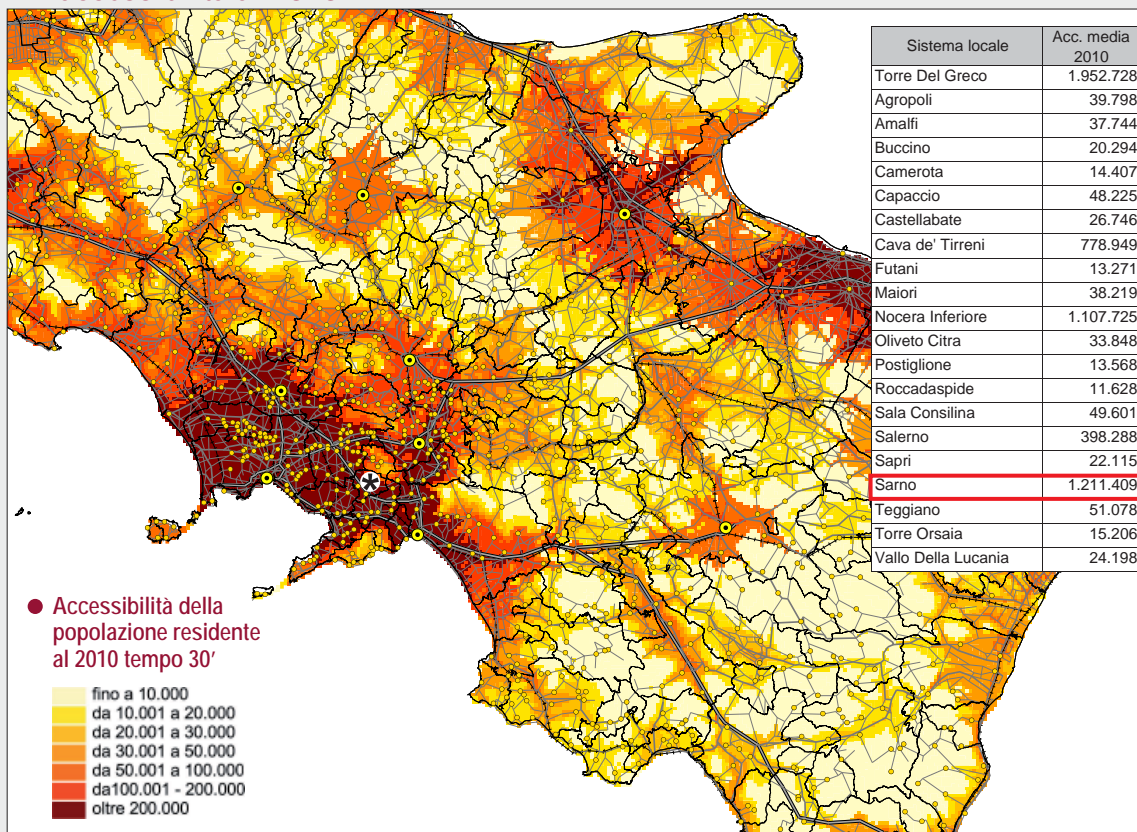 Sistema locale Acc. media 2010
Torre Del Greco 1.952.728
Agropoli 39.798
Amalfi 37.744
Buccino 20.294
Camerota 14.407
Capaccio 48.225
Castellabate 26.746
Cava de' Tirreni 778.949
Futani 13.271
Maiori 38.219
Nocera Inferiore 1.107.725
Oliveto Citra 33.848
Postiglione 13.568
Roccadaspide 11.628
Sala Consilina 49.601
Salerno 398.288
Sapri 22.115
Sarno 1.211.409
Teggiano 51.078
Torre Orsaia 15.206
Vallo Della Lucania 24.198
Accessibilità della
popolazione residente
al 2010 tempo 30'
fino a 10.000
da 10.001 a 20.000
da 20.001 a 30.000
da 30.001 a 50.000
da 50.001 a 100.000
da100.001 - 200.000
oltre 200.000